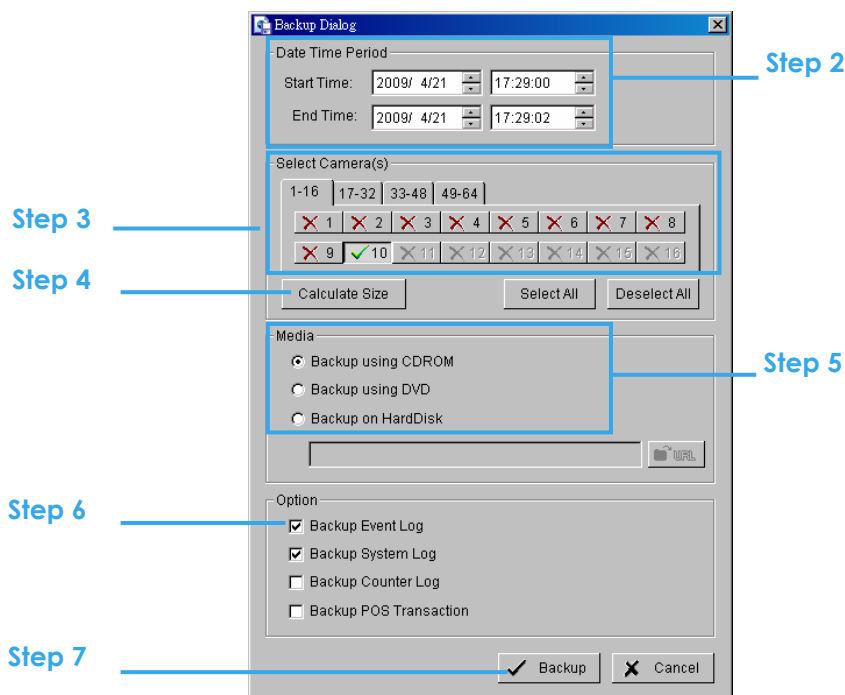 Backup Dialog
Date Time Period
Step 2
Start Time: 2009/ 4/21 17:29:00
End Time: 2009/ 4/21 17:29:02
Select Camera(s)
1-16 17-32 33-48 49-64
Step 3
1 2 3 4 5 6 7 8
9 10 11 12 13 14 15 16
Step 4
Calculate Size Select All Deselect All
Media
Backup using CDROM
Step 5
Backup using DVD
Backup on HardDisk
URL
Option
Step 6
Backup Event Log
Backup System Log
Backup Counter Log
Backup POS Transaction
Step 7
Backup Cancel